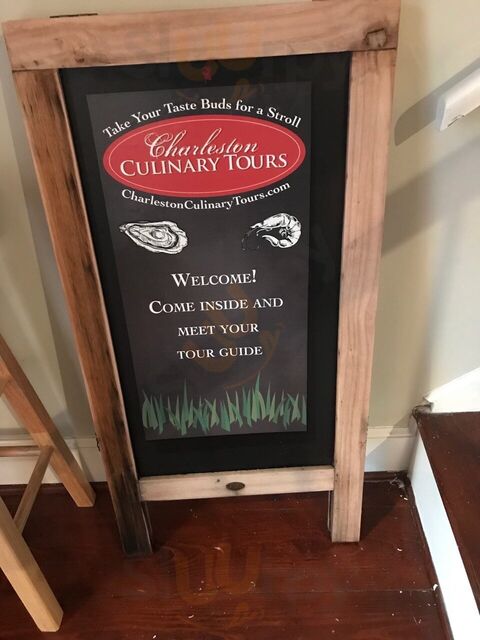 Take Your Taste Buds for a Stroll
Charleston
CULINARY TOURS
CharlestonCulinaryTours.com
WELCOME!
COME INSIDE AND
MEET YOUR
TOUR GUIDE